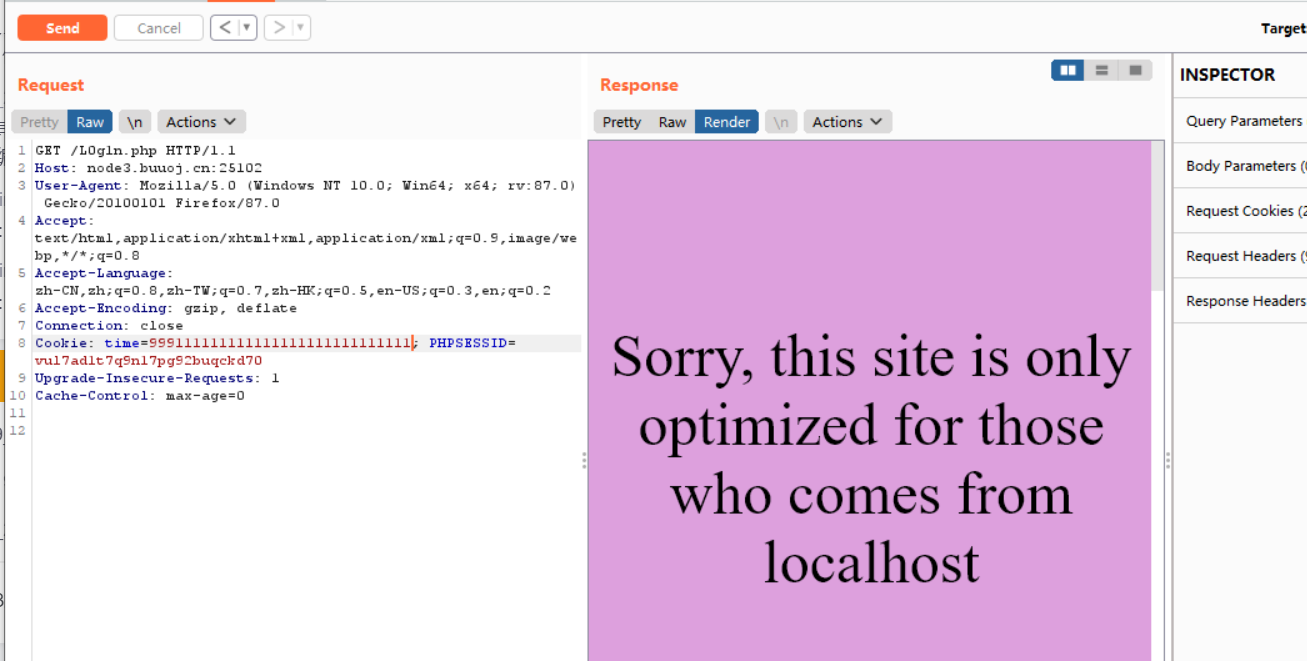 Send
Cancel
<
>
Target
Request
Response
INSPECTOR
Pretty
Raw
\n
Actions
Pretty
Raw
Render
\n
Actions
Query Parameters
Body Parameters (
Request Cookies (2
Request Headers (9
Response Headers
1 GET /L0g1n.php HTTP/1.1
2 Host: node3.buuoj.cn:25102
3 User-Agent: Mozilla/5.0 (Windows NT 10.0; Win64; x64; rv:87.0)
Gecko/20100101 Firefox/87.0
4 Accept:
text/html,application/xhtml+xml,application/xml;q=0.9,image/we
bp,*/*;q=0.8
5 Accept-Language:
zh-CN,zh;q=0.8,zh-TW;q=0.7,zh-HK;q=0.5,en-US;q=0.3,en;q=0.2
6 Accept-Encoding: gzip, deflate
7 Connection: close
8 Cookie: time=999111111111111111111111111111; PHPSESSID=
vul7adlt7q9nl7pg92buqckd70
9 Upgrade-Insecure-Requests: 1
10 Cache-Control: max-age=0
11
12
Sorry, this site is only
optimized for those
who comes from
localhost